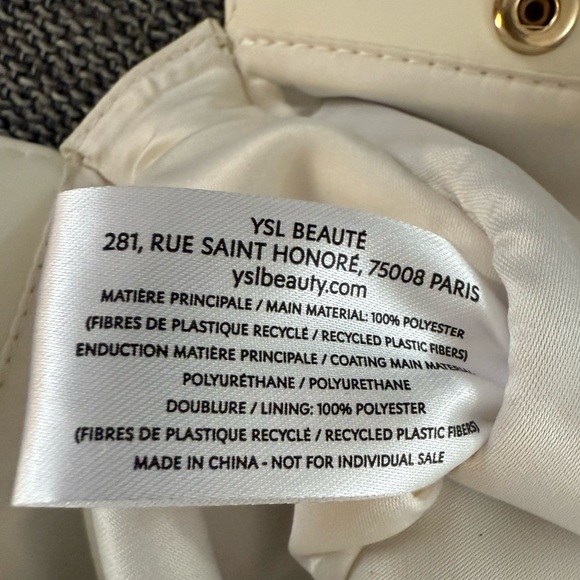 YSL BEAUTÉ
281, RUE SAINT HONORÉ, 75008 PARIS
yslbeauty.com
MATIÈRE PRINCIPALE / MAIN MATERIAL: 100% POLYESTER
(FIBRES DE PLASTIQUE RECYCLÉ / RECYCLED PLASTIC FIBERS)
ENDUCTION MATIÈRE PRINCIPALE / COATING MAIN MATERIAL
POLYURÉTHANE / POLYURETHANE
DOUBLURE / LINING: 100% POLYESTER
(FIBRES DE PLASTIQUE RECYCLÉ / RECYCLED PLASTIC FIBERS)
MADE IN CHINA - NOT FOR INDIVIDUAL SALE